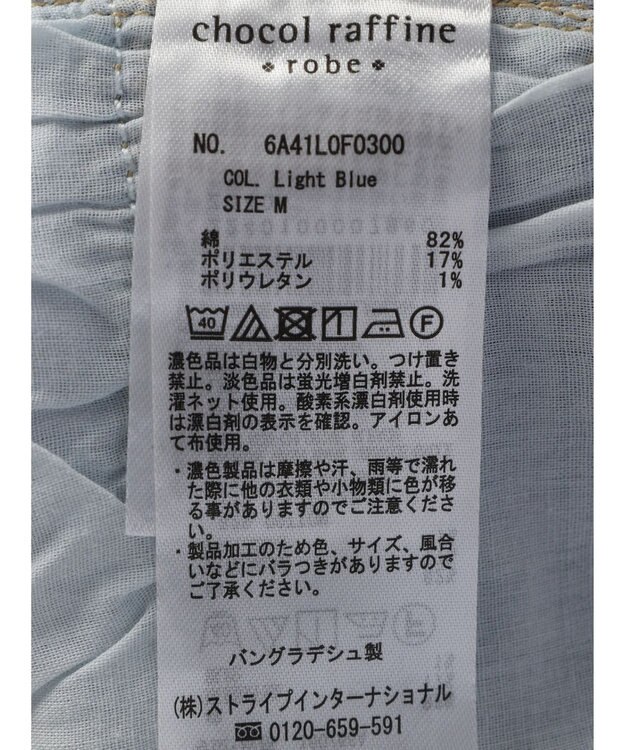 chocol raffine
robe
NO. 6A41L0F0300
COL. Light Blue
SIZE M
綿 82%
ポリエステル 17%
ポリウレタン 1%
40
F
濃色品は白物と分別洗い。つけ置き
禁止。淡色品は蛍光増白剤禁止。洗
濯ネット使用。酸素系漂白剤使用時
は漂白剤の表示を確認。アイロンあ
て布使用。
・濃色製品は摩擦や汗、雨等で濡れ
た際に他の衣類や小物類に色が移
る事がありますのでご注意くださ
い。
・製品加工のため色、サイズ、風合
いなどにバラつきがありますので
ご了承ください。
バングラデシュ製
(株)ストライプインターナショナル
0120-659-591